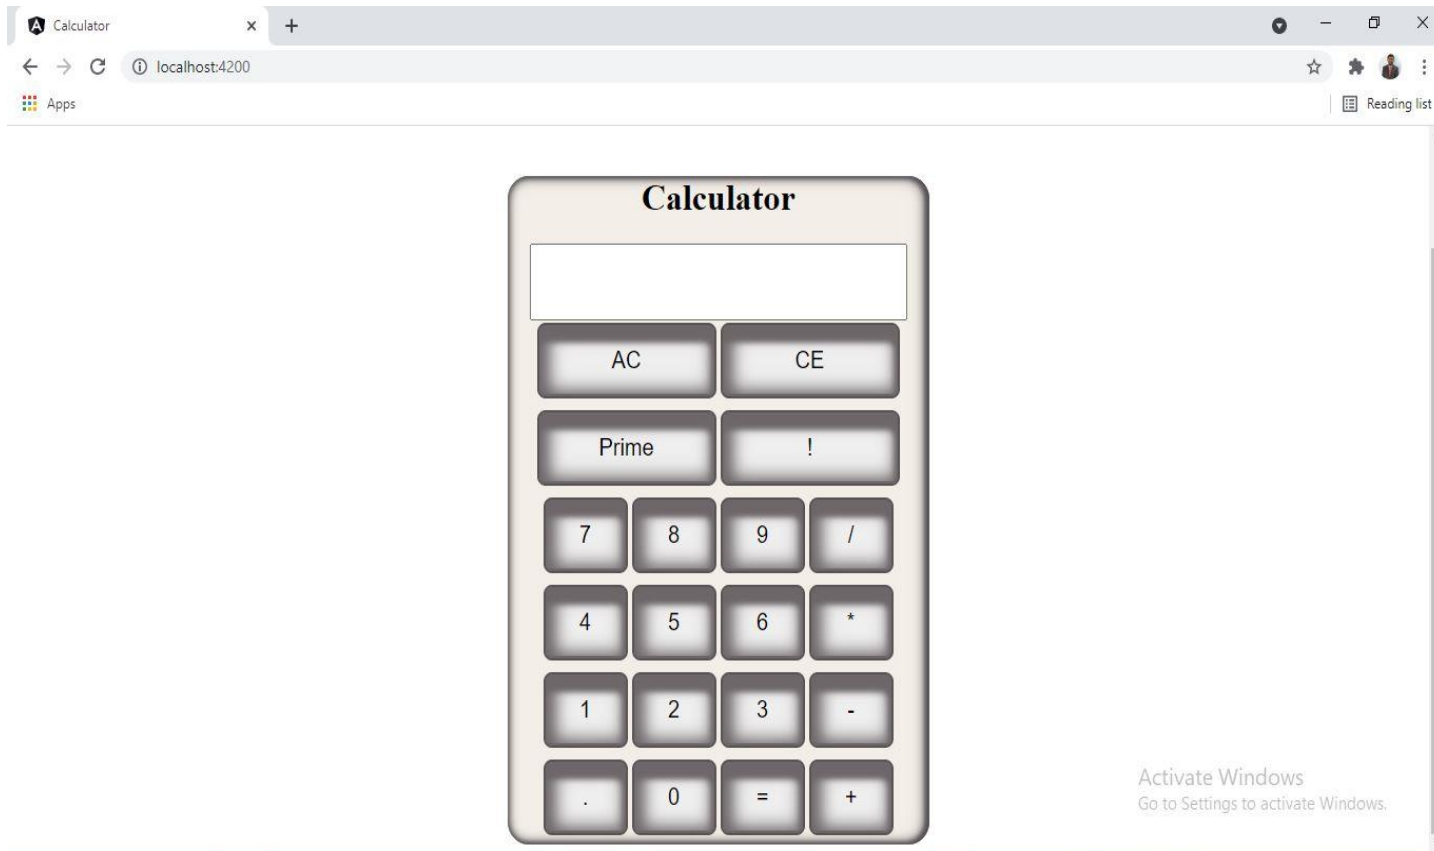 Calculator
localhost:4200
Apps
Reading list
Calculator
AC CE
Prime !
7 8 9 /
4 5 6 *
1 2 3 -
. 0 = +
Activate Windows
Go to Settings to activate Windows.